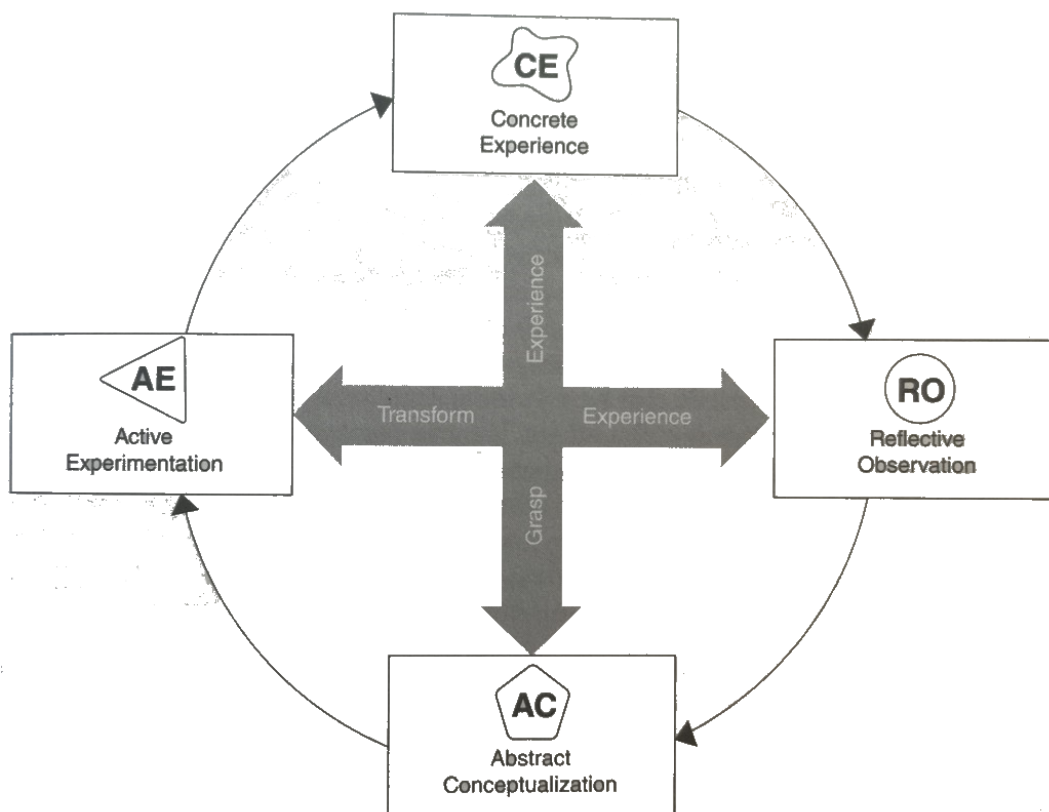 CE
Concrete
Experience
Experience
AE
Active
Experimentation
Transform
Experience
RO
Reflective
Observation
Grasp
AC
Abstract
Conceptualization